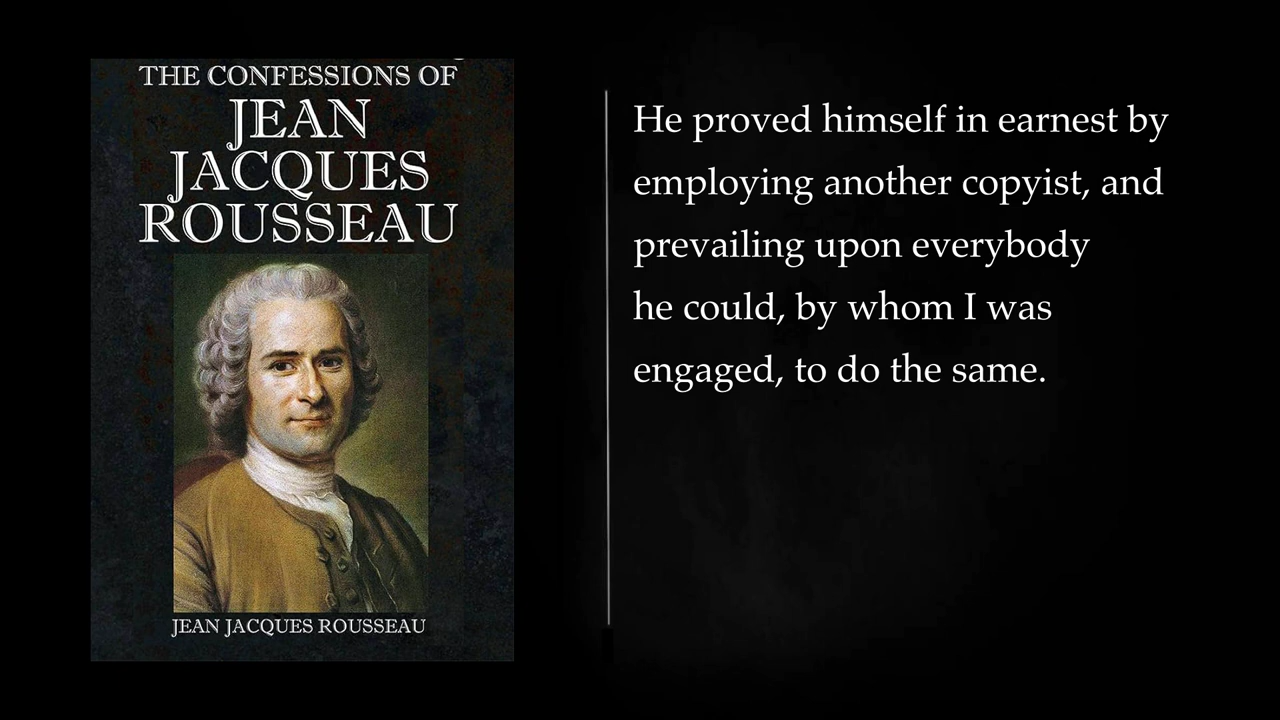 THE CONFESSIONS OF
JEAN
JACQUES
ROUSSEAU
JEAN JACQUES ROUSSEAU
He proved himself in earnest by
employing another copyist, and
prevailing upon everybody
he could, by whom I was
engaged, to do the same.